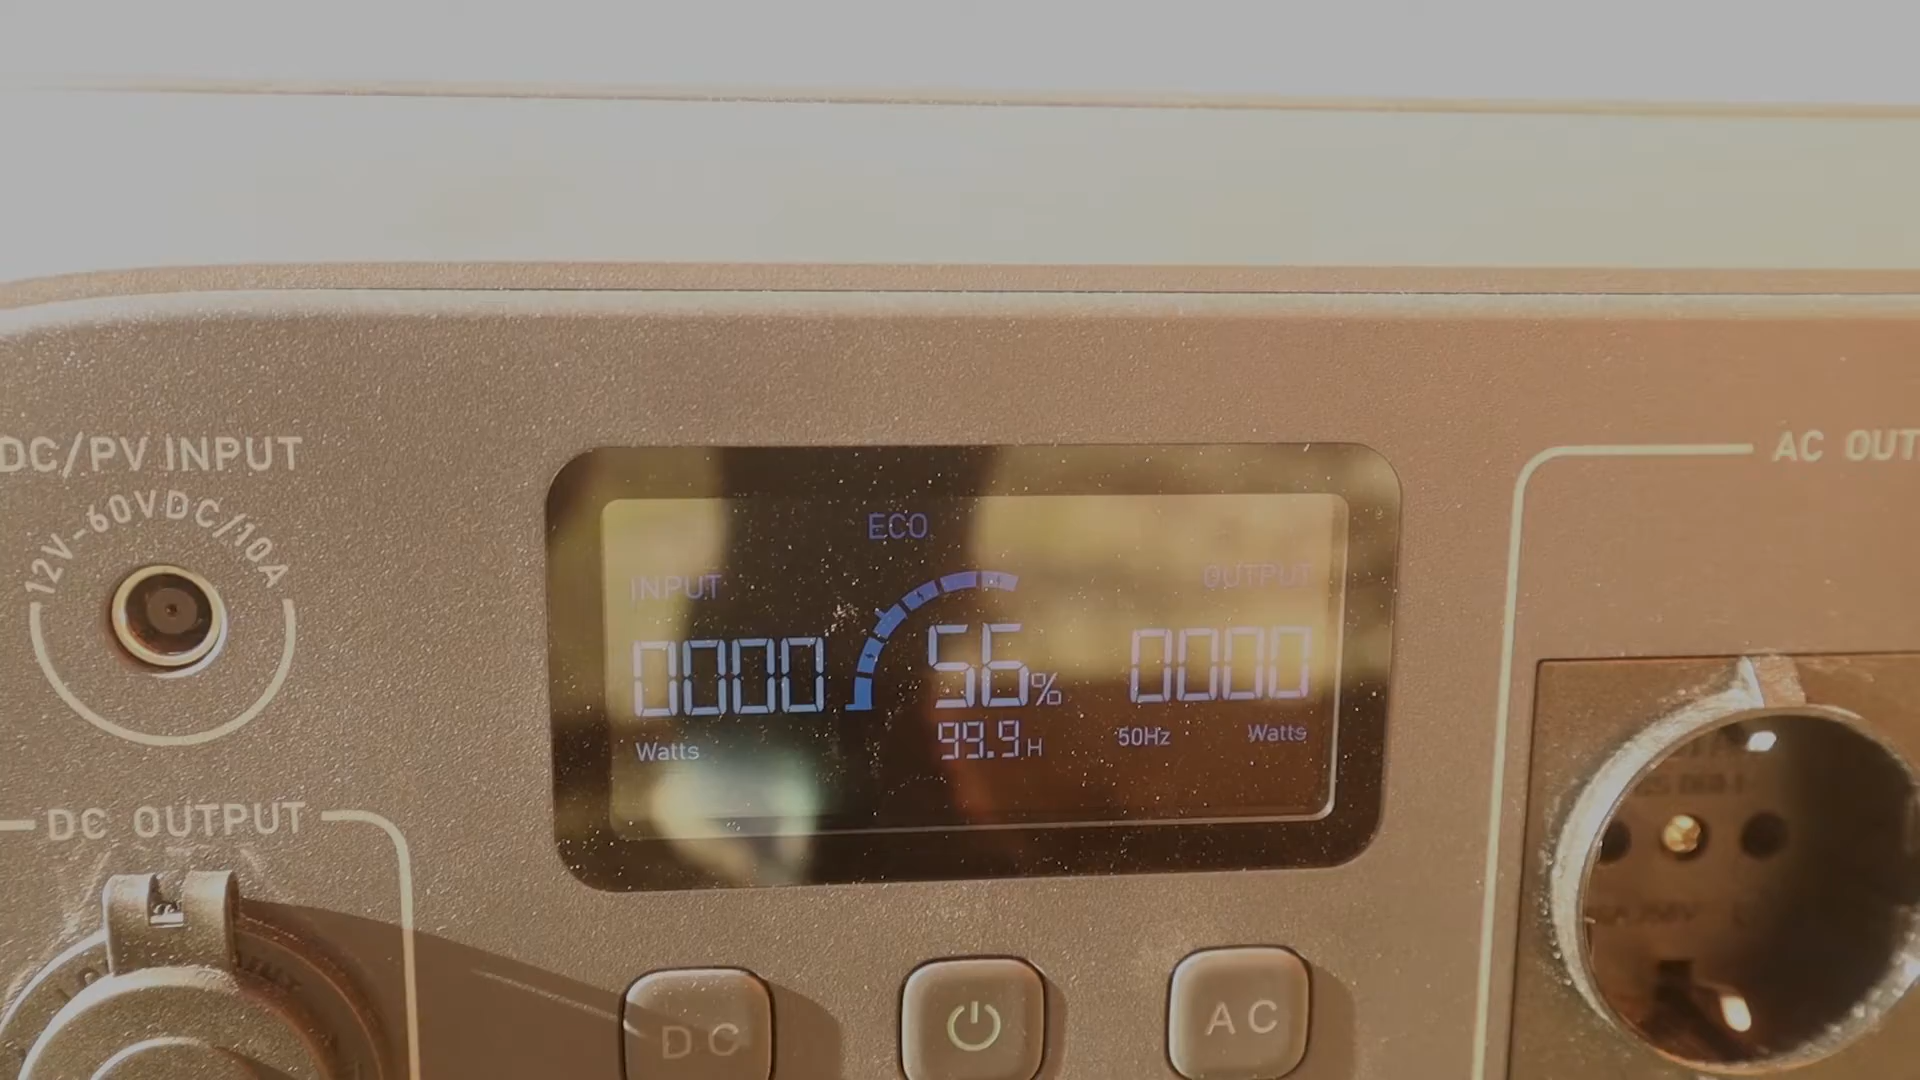 DC/PV INPUT
12V-60VDC/10A
ECO
INPUT
OUTPUT
0000
56%
0000
Watts
99.9H
50Hz
Watts
AC OUT
DC OUTPUT
DC
AC